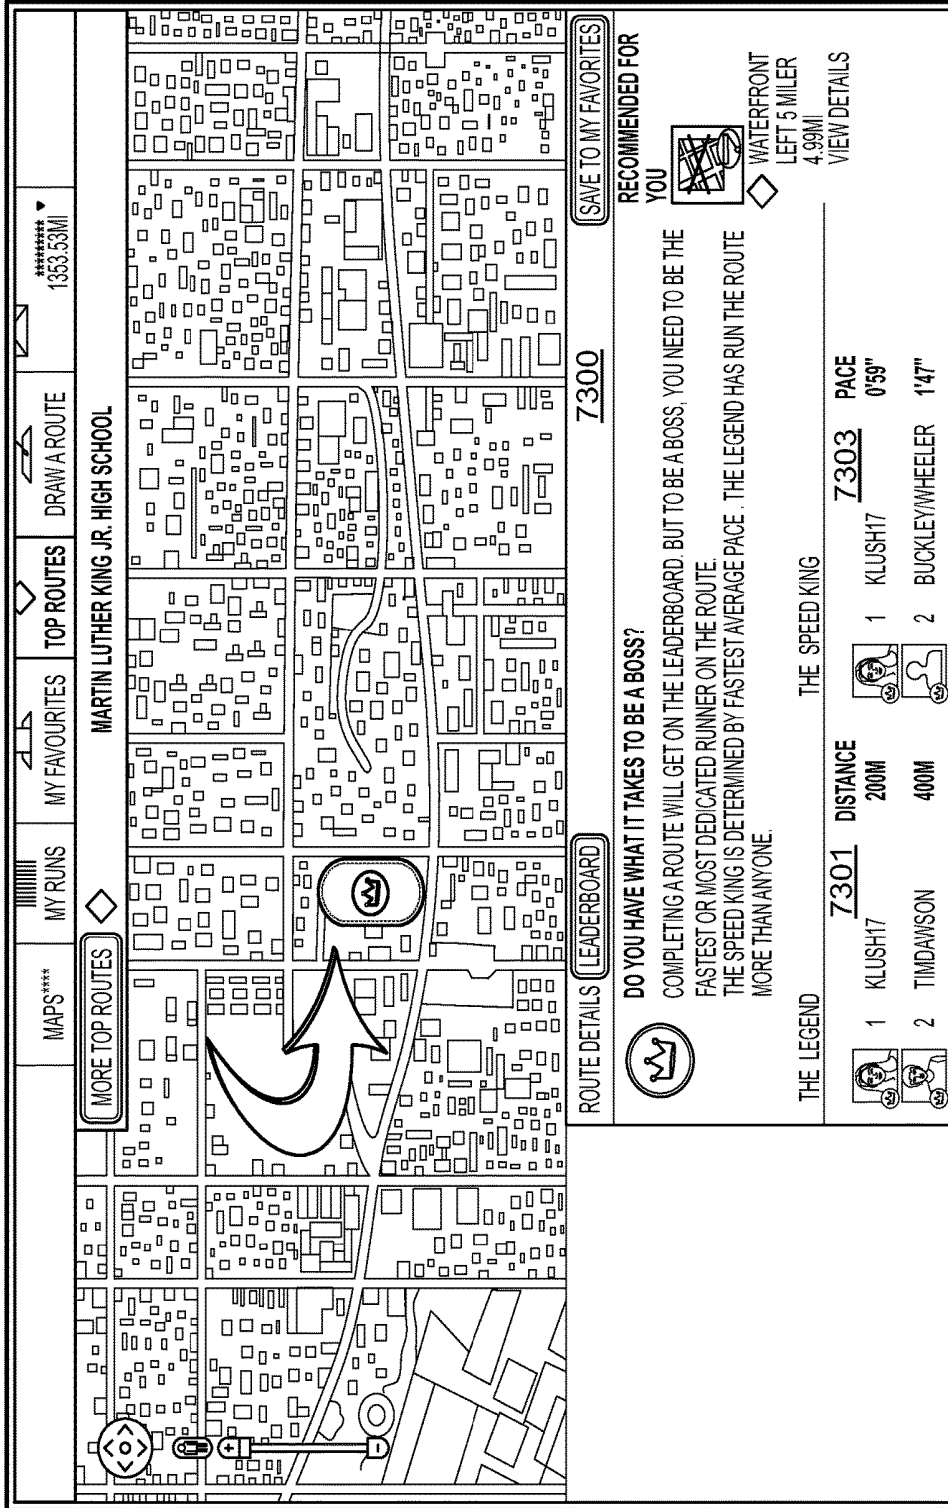 MAPS****
MY RUNS
MY FAVOURITES
TOP ROUTES
DRAW A ROUTE
********* ♥
1353.53MI
MORE TOP ROUTES
MARTIN LUTHER KING JR. HIGH SCHOOL
+
−
ROUTE DETAILS
LEADERBOARD
7300
SAVE TO MY FAVORITES
DO YOU HAVE WHAT IT TAKES TO BE A BOSS?
COMPLETING A ROUTE WILL GET ON THE LEADERBOARD. BUT TO BE A BOSS, YOU NEED TO BE THE
FASTEST OR MOST DEDICATED RUNNER ON THE ROUTE.
THE SPEED KING IS DETERMINED BY FASTEST AVERAGE PACE . THE LEGEND HAS RUN THE ROUTE
MORE THAN ANYONE.
RECOMMENDED FOR
YOU
WATERFRONT
LEFT 5 MILER
4.99MI
VIEW DETAILS
THE LEGEND
7301
DISTANCE
1 KLUSH17 200M
2 TIMDAWSON 400M
THE SPEED KING
7303
PACE
1 KLUSH17 0'59"
2 BUCKLEYWHEELER 1'47"